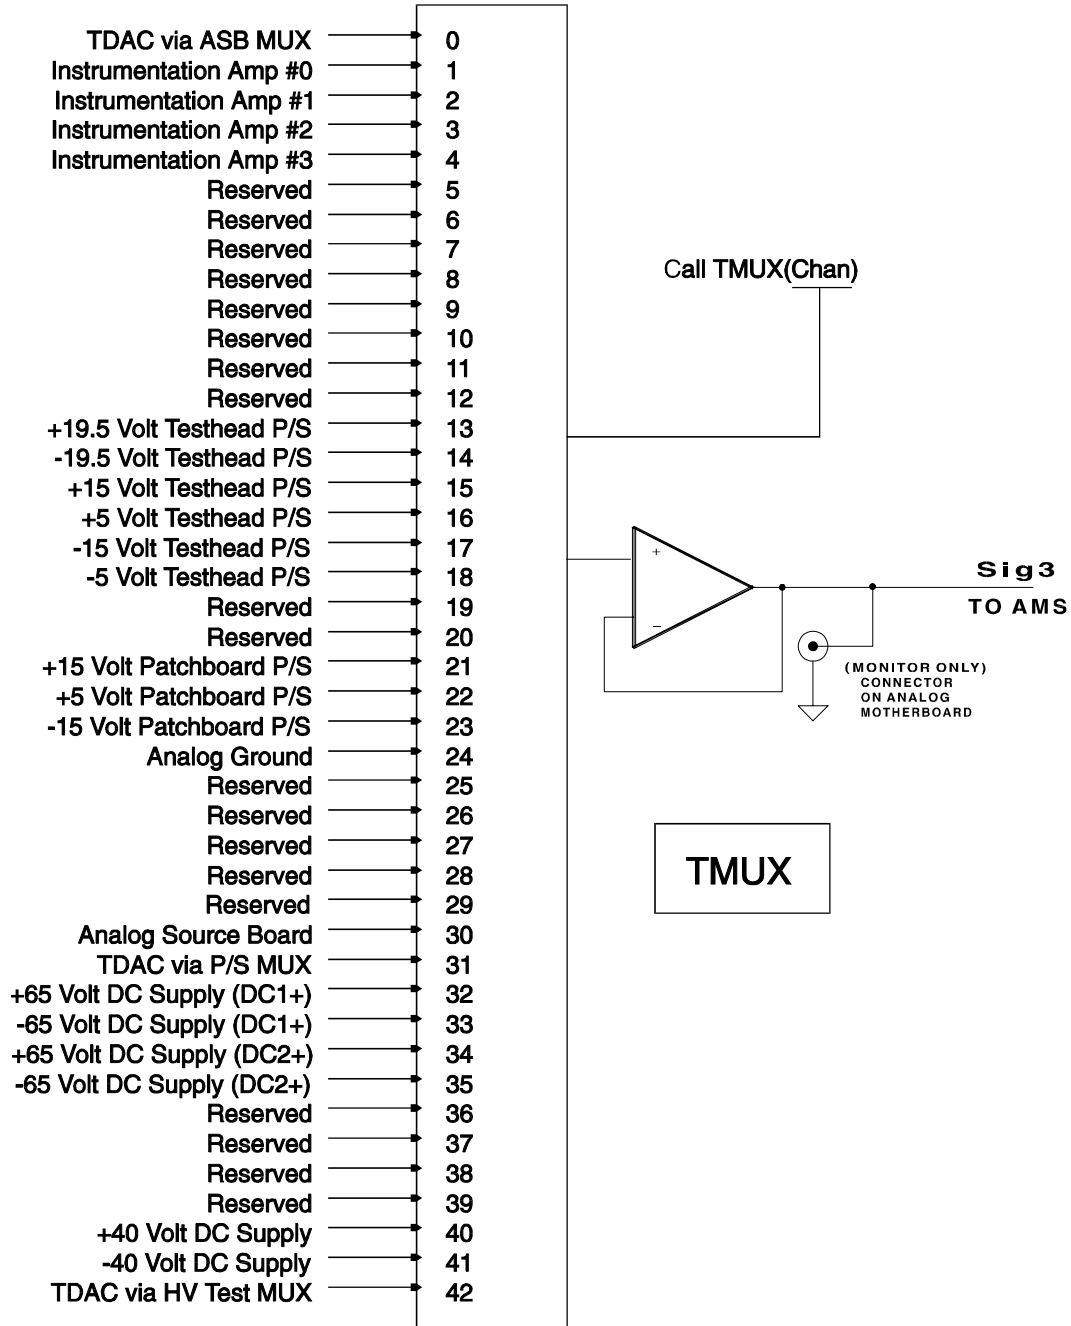 TDAC via ASB MUX 0
Instrumentation Amp #0 1
Instrumentation Amp #1 2
Instrumentation Amp #2 3
Instrumentation Amp #3 4
Reserved 5
Reserved 6
Reserved 7
Reserved 8
Reserved 9
Reserved 10
Reserved 11
Reserved 12
+19.5 Volt Testhead P/S 13
-19.5 Volt Testhead P/S 14
+15 Volt Testhead P/S 15
+5 Volt Testhead P/S 16
-15 Volt Testhead P/S 17
-5 Volt Testhead P/S 18
Reserved 19
Reserved 20
+15 Volt Patchboard P/S 21
+5 Volt Patchboard P/S 22
-15 Volt Patchboard P/S 23
Analog Ground 24
Reserved 25
Reserved 26
Reserved 27
Reserved 28
Reserved 29
Analog Source Board 30
TDAC via P/S MUX 31
+65 Volt DC Supply (DC1+) 32
-65 Volt DC Supply (DC1+) 33
+65 Volt DC Supply (DC2+) 34
-65 Volt DC Supply (DC2+) 35
Reserved 36
Reserved 37
Reserved 38
Reserved 39
+40 Volt DC Supply 40
-40 Volt DC Supply 41
TDAC via HV Test MUX 42
Call TMUX(Chan)
+
−
Sig3
TO AMS
(MONITOR ONLY)
CONNECTOR
ON ANALOG
MOTHERBOARD
TMUX